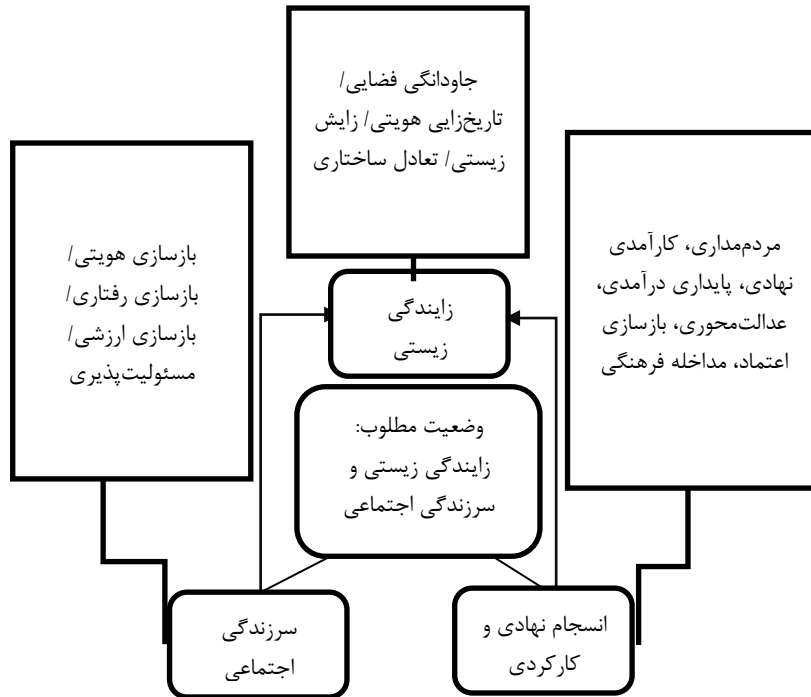 جاودانگی فضایی/
تاریخ‌زایی هویتی/ زایش
زیستی/ تعادل ساختاری
مردم‌مداری، کارآمدی
نهادی، پایداری درآمدی،
عدالت‌محوری، بازسازی
اعتماد، مداخله فرهنگی
بازسازی هویتی/
بازسازی رفتاری/
بازسازی ارزشی/
مسئولیت‌پذیری
زایندگی
زیستی
وضعیت مطلوب:
زایندگی زیستی و
سرزندگی اجتماعی
انسجام نهادی و
کارکردی
سرزندگی
اجتماعی